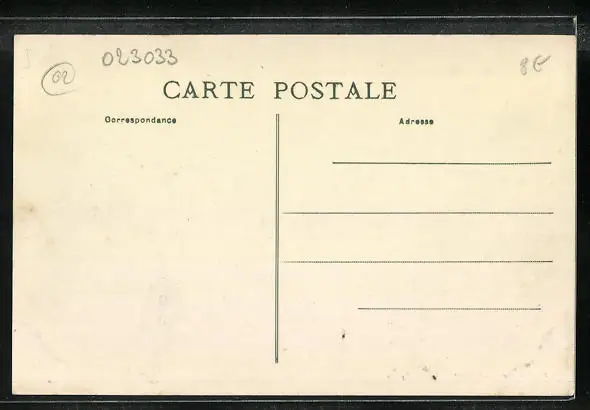 02
023033
8€
CARTE POSTALE
Correspondance
Adresse